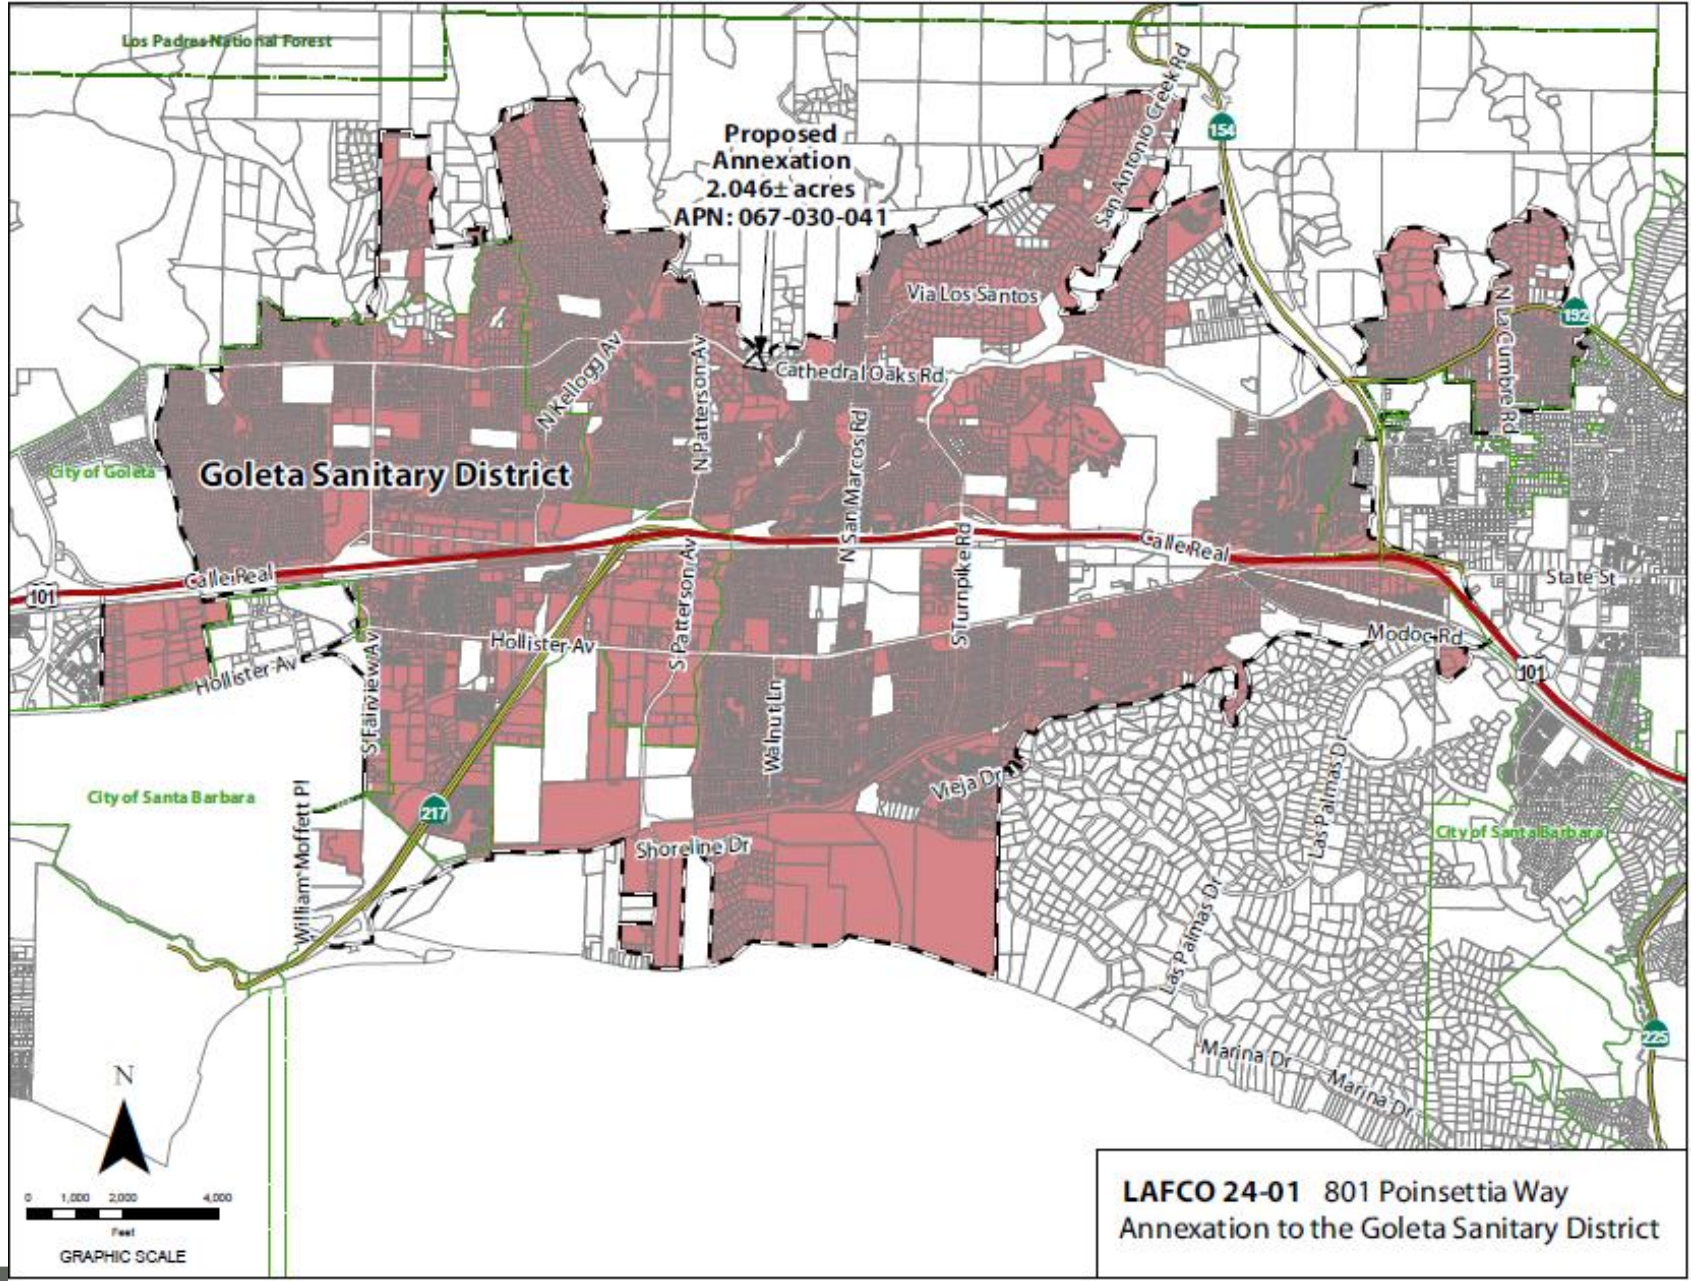 Los Padres National Forest
Proposed
Annexation
2.046± acres
APN: 067-030-041
San Antonio Creek Rd
154
Via Los Santos
N La Cumbre Rd
192
N Kellogg Av
N Patterson Av
Cathedral Oaks Rd
N San Marcos Rd
City of Goleta
Goleta Sanitary District
101
Calle Real
Calle Real
State St
S Turnpike Rd
S Patterson Av
Hollister Av
Hollister Av
S Fairview Av
Modoc Rd
101
Walnut Ln
Vieja Dr
Las Palmas Dr
City of Santa Barbara
William Moffett Pl
217
Shoreline Dr
City of Santa Barbara
Las Palmas Dr
225
Marina Dr
Marina Dr
N
0 1,000 2,000 4,000
Feet
GRAPHIC SCALE
LAFCO 24-01 801 Poinsettia Way
Annexation to the Goleta Sanitary District